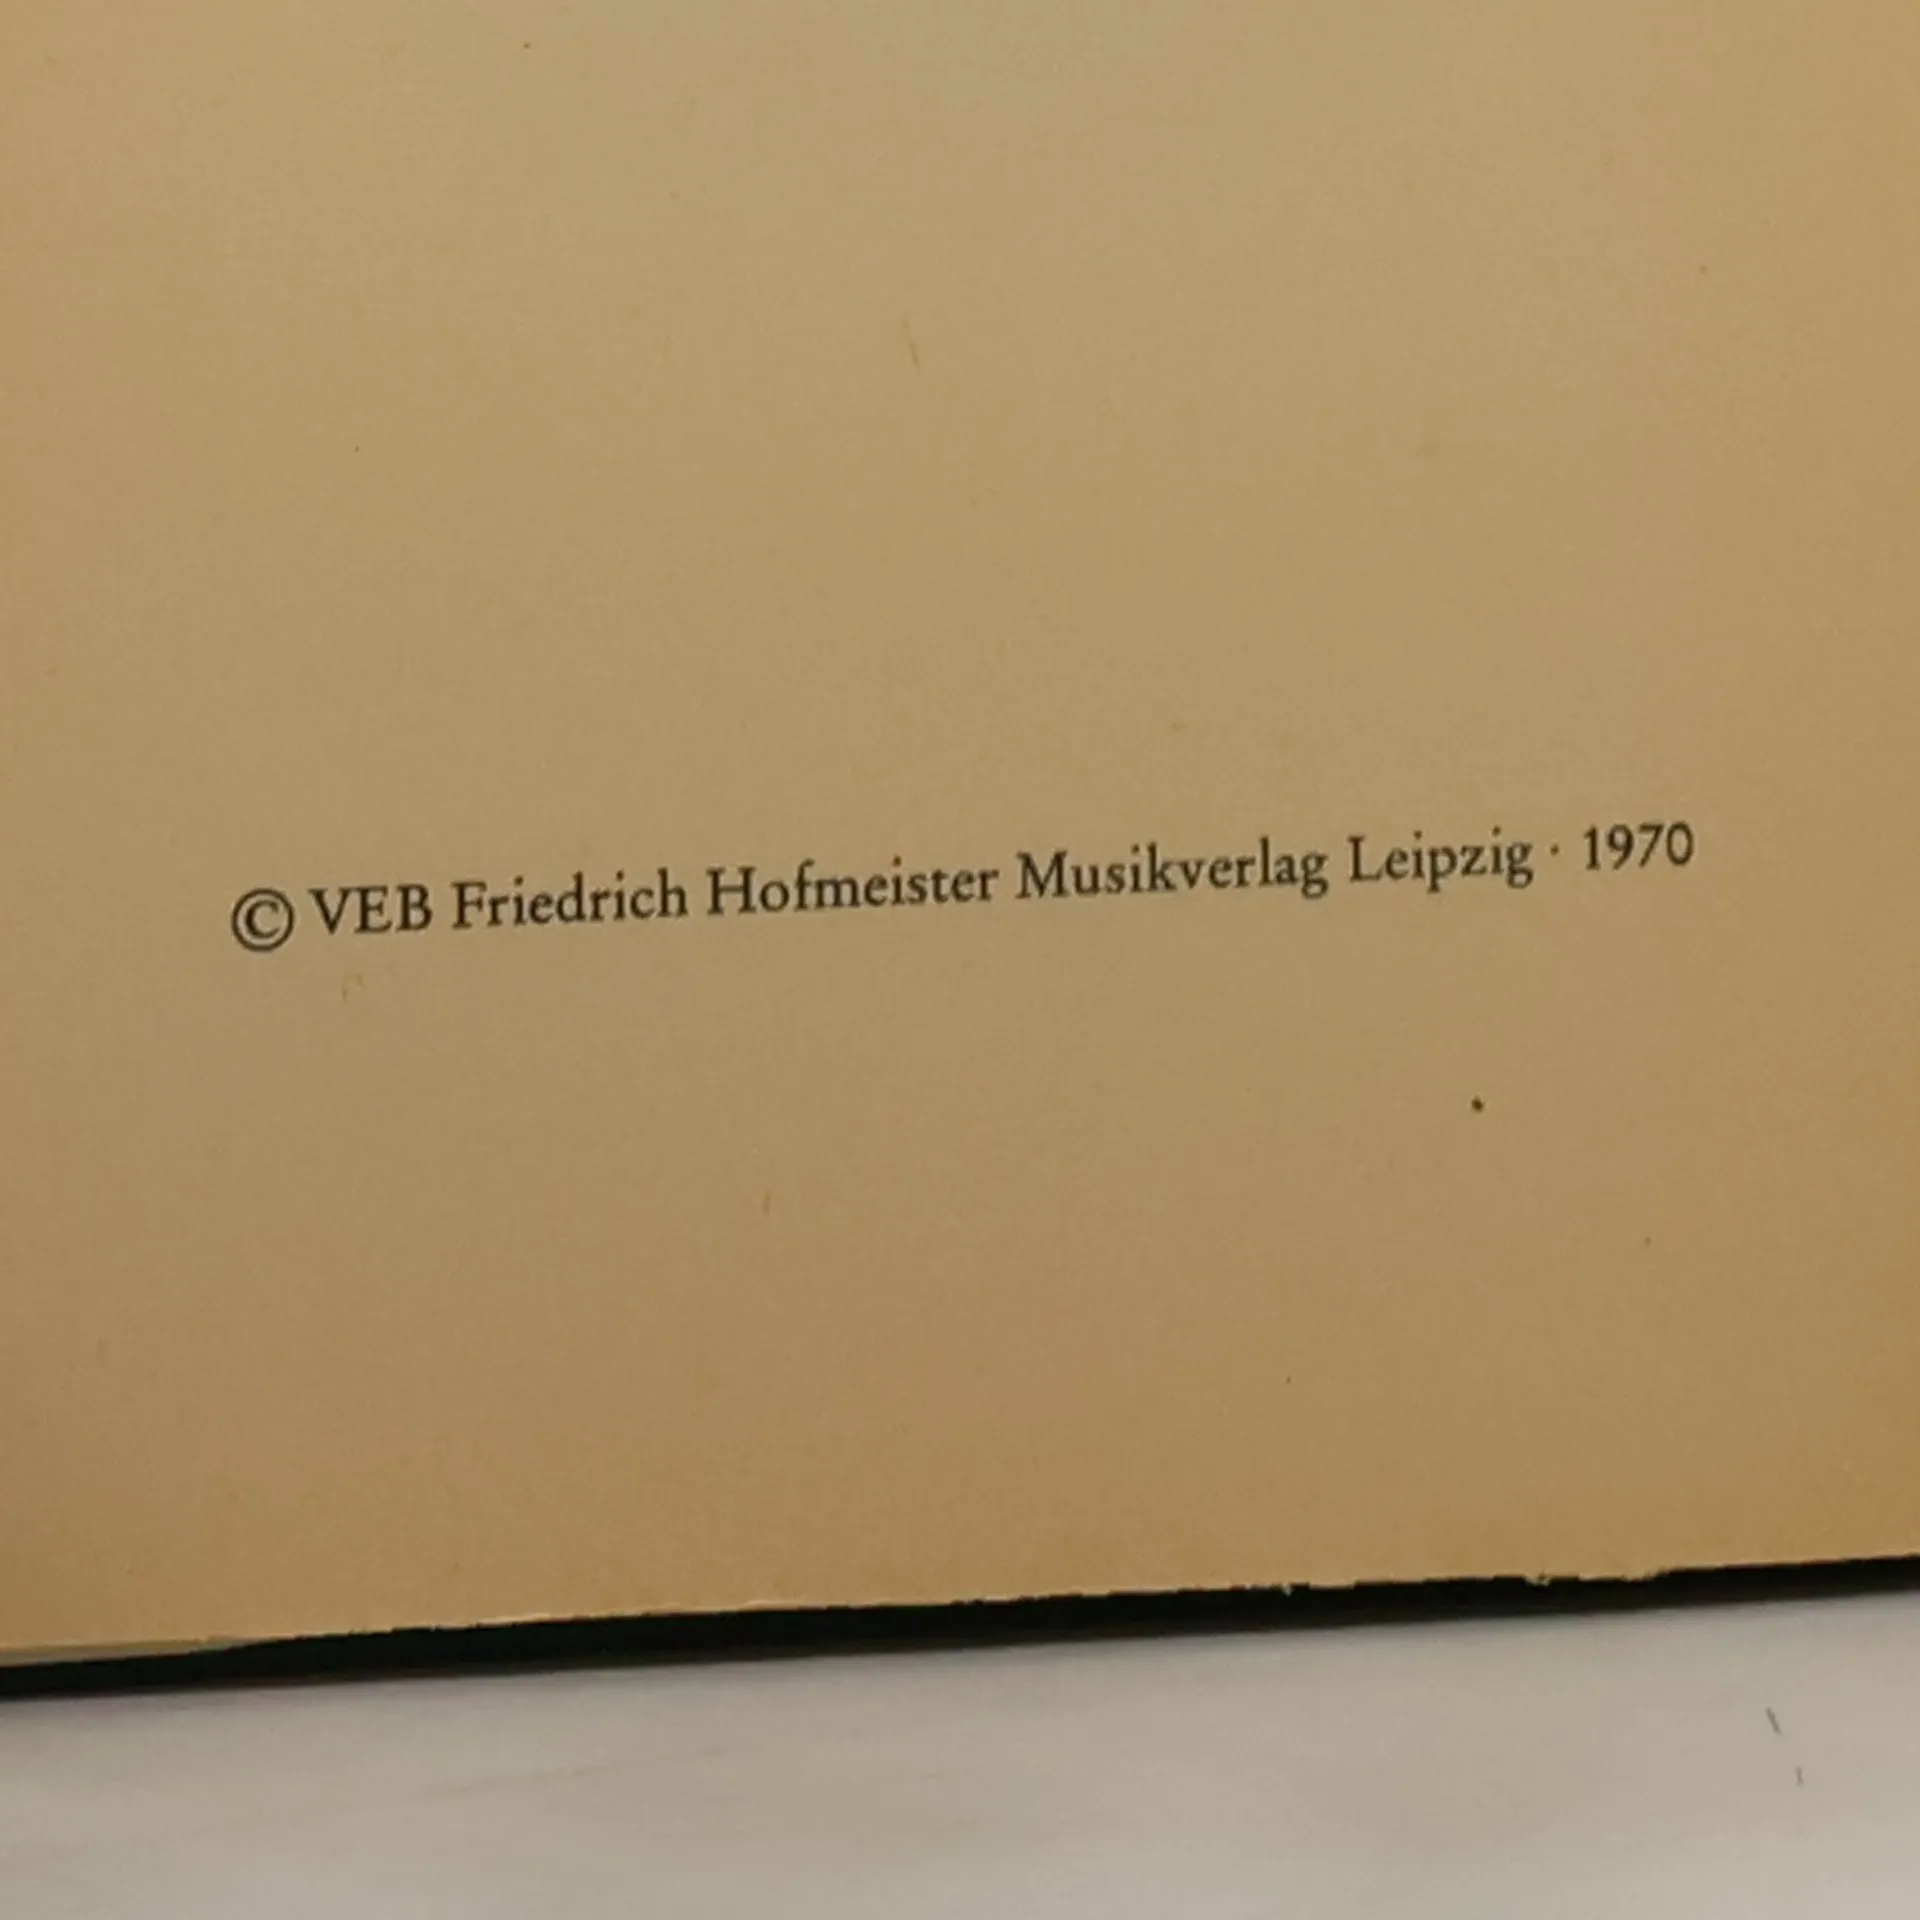 © VEB Friedrich Hofmeister Musikverlag Leipzig · 1970